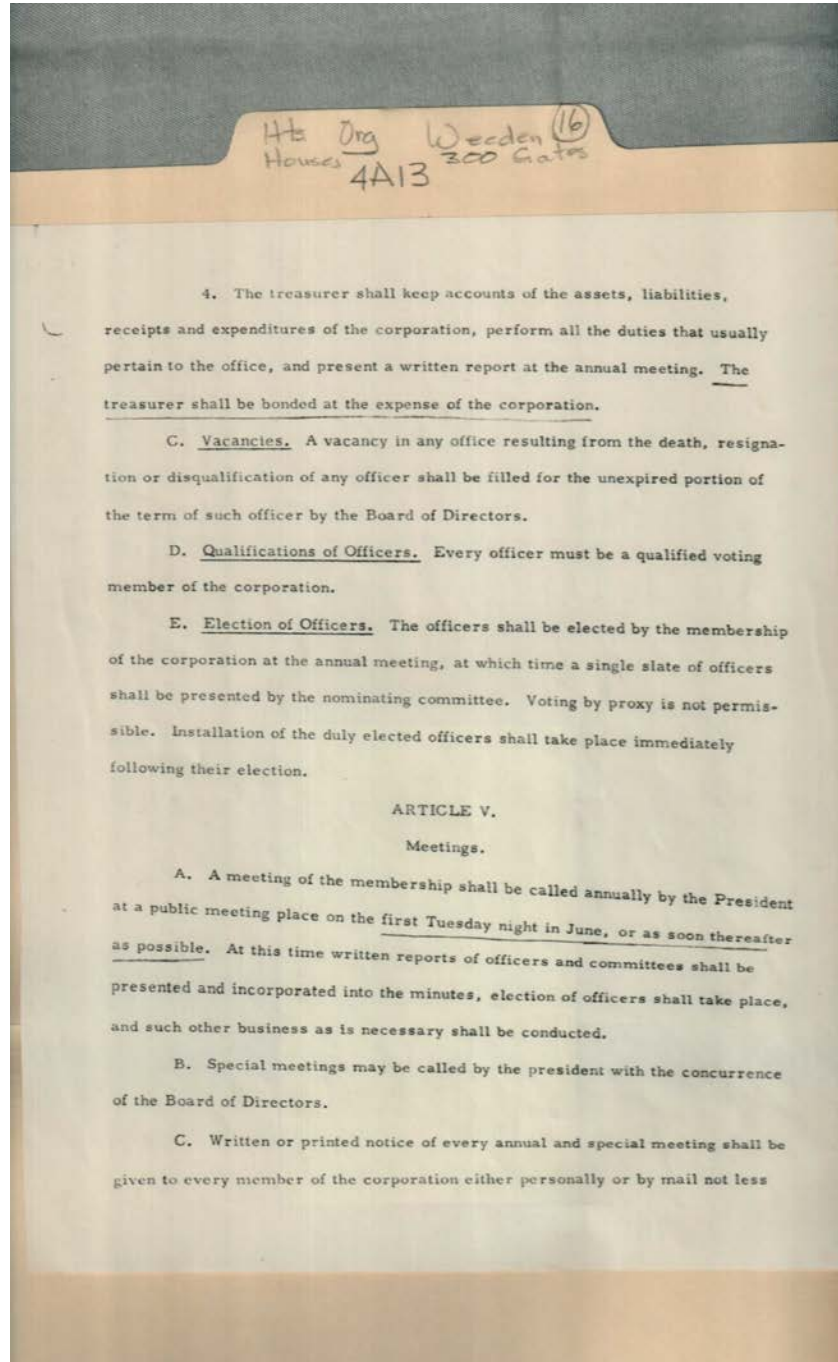 Hts Org Weeden 16
Houses 300 Gates
4A13
4. The treasurer shall keep accounts of the assets, liabilities,
receipts and expenditures of the corporation, perform all the duties that usually
pertain to the office, and present a written report at the annual meeting. The
treasurer shall be bonded at the expense of the corporation.
C. Vacancies. A vacancy in any office resulting from the death, resigna-
tion or disqualification of any officer shall be filled for the unexpired portion of
the term of such officer by the Board of Directors.
D. Qualifications of Officers. Every officer must be a qualified voting
member of the corporation.
E. Election of Officers. The officers shall be elected by the membership
of the corporation at the annual meeting, at which time a single slate of officers
shall be presented by the nominating committee. Voting by proxy is not permis-
sible. Installation of the duly elected officers shall take place immediately
following their election.
ARTICLE V.
Meetings.
A. A meeting of the membership shall be called annually by the President
at a public meeting place on the first Tuesday night in June, or as soon thereafter
as possible. At this time written reports of officers and committees shall be
presented and incorporated into the minutes, election of officers shall take place,
and such other business as is necessary shall be conducted.
B. Special meetings may be called by the president with the concurrence
of the Board of Directors.
C. Written or printed notice of every annual and special meeting shall be
given to every member of the corporation either personally or by mail not less